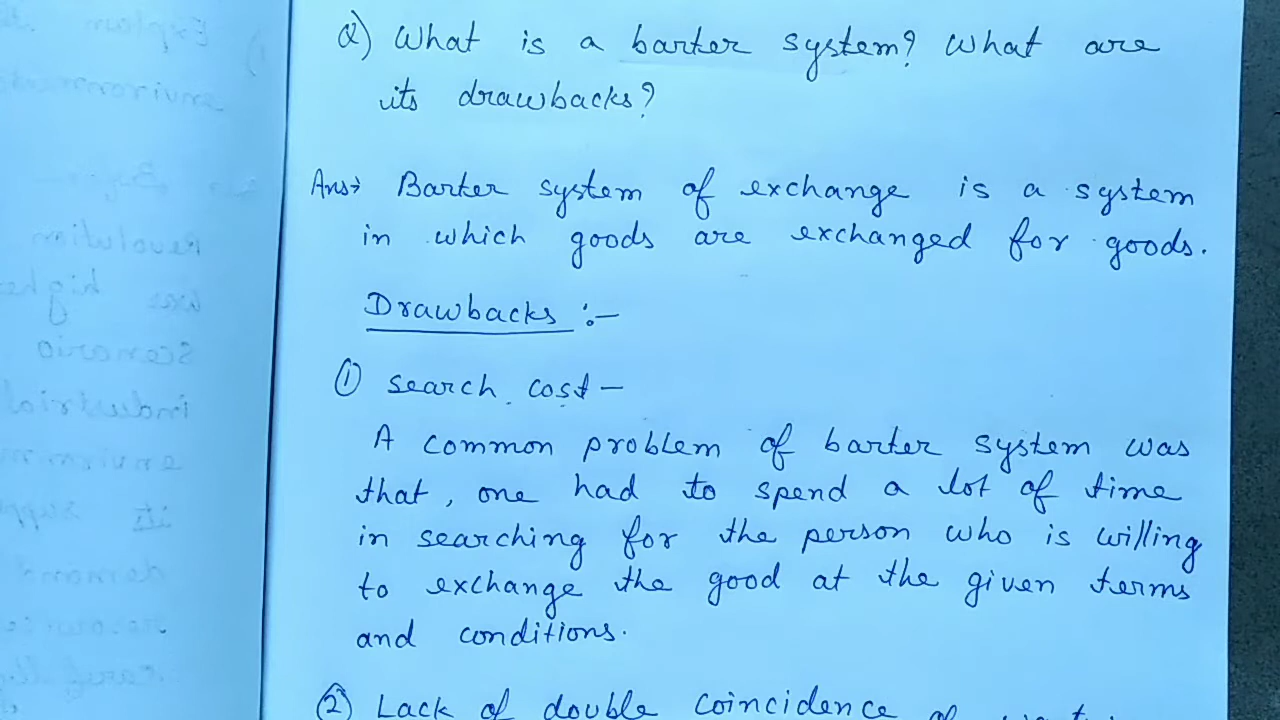 Q) What is a barter system? What are
its drawbacks?
Ans→ Barter system of exchange is a system
in which goods are exchanged for goods.
Drawbacks :-
① Search cost -
A common problem of barter system was
that, one had to spend a lot of time
in searching for the person who is willing
to exchange the good at the given terms
and conditions.
② Lack of double coincidence of